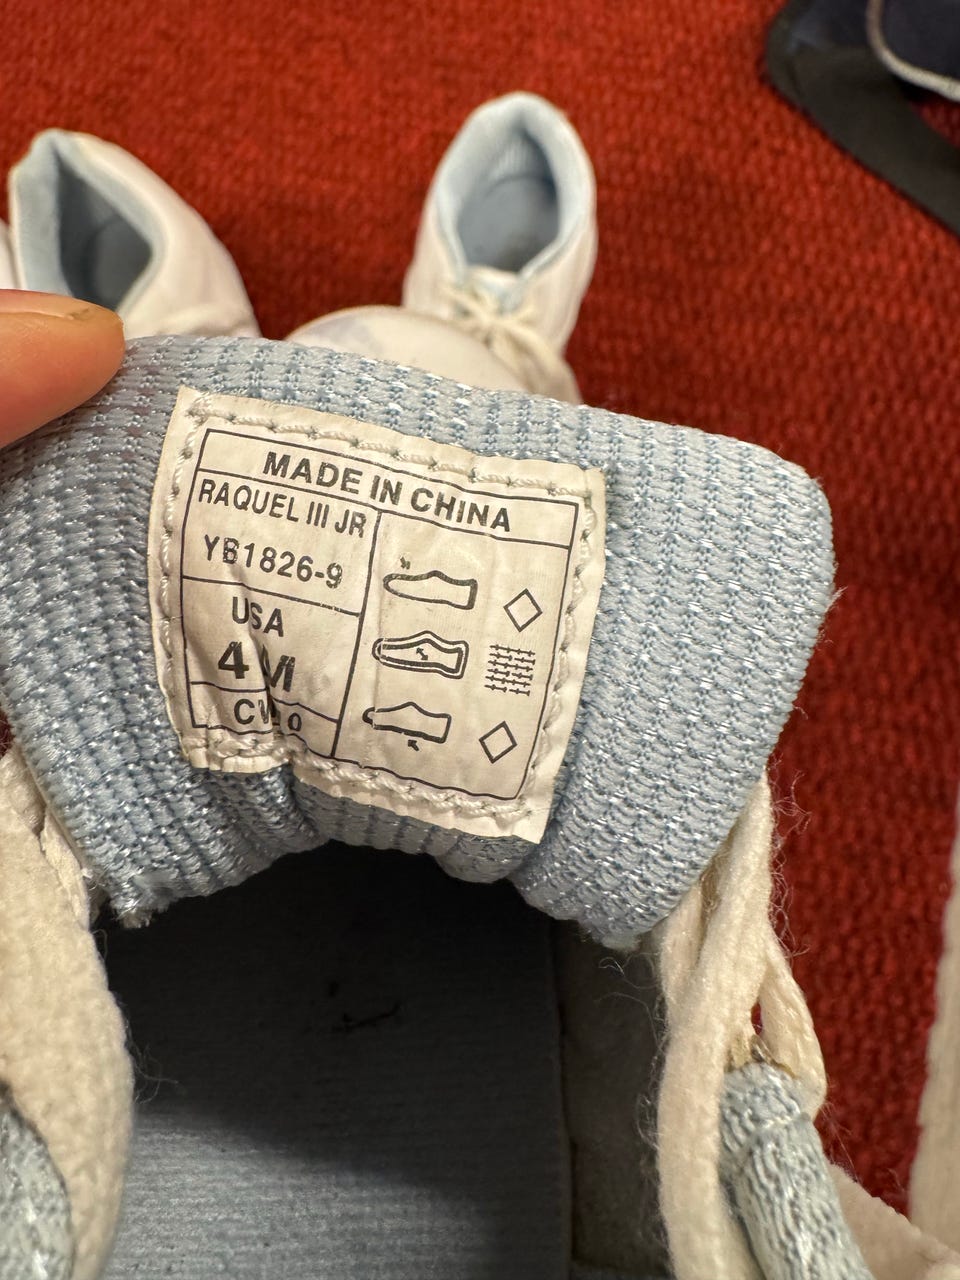 MADE IN CHINA
RAQUEL III JR
YB1826-9
USA
4 M